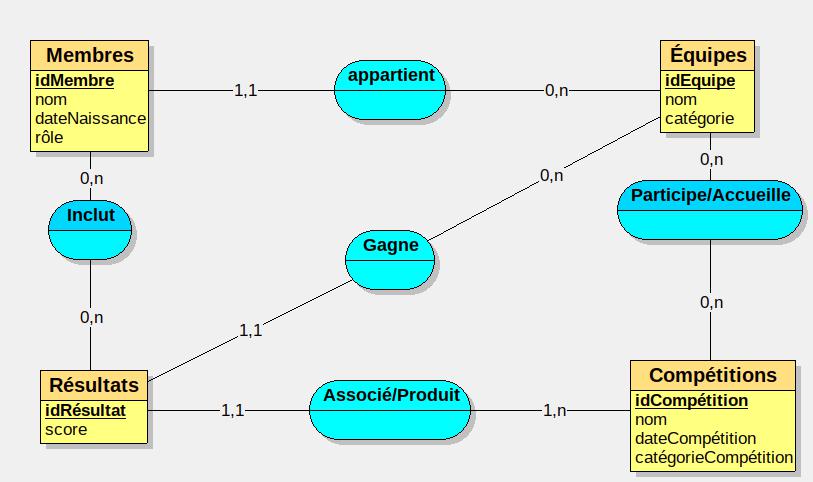 Membres
idMembre
nom
dateNaissance
rôle
1,1
appartient
0,n
Équipes
idEquipe
nom
catégorie
0,n
Inclut
0,n
0,n
Participe/Accueille
0,n
0,n
Gagne
1,1
Résultats
idRésultat
score
1,1
Associé/Produit
1,n
Compétitions
idCompétition
nom
dateCompétition
catégorieCompétition